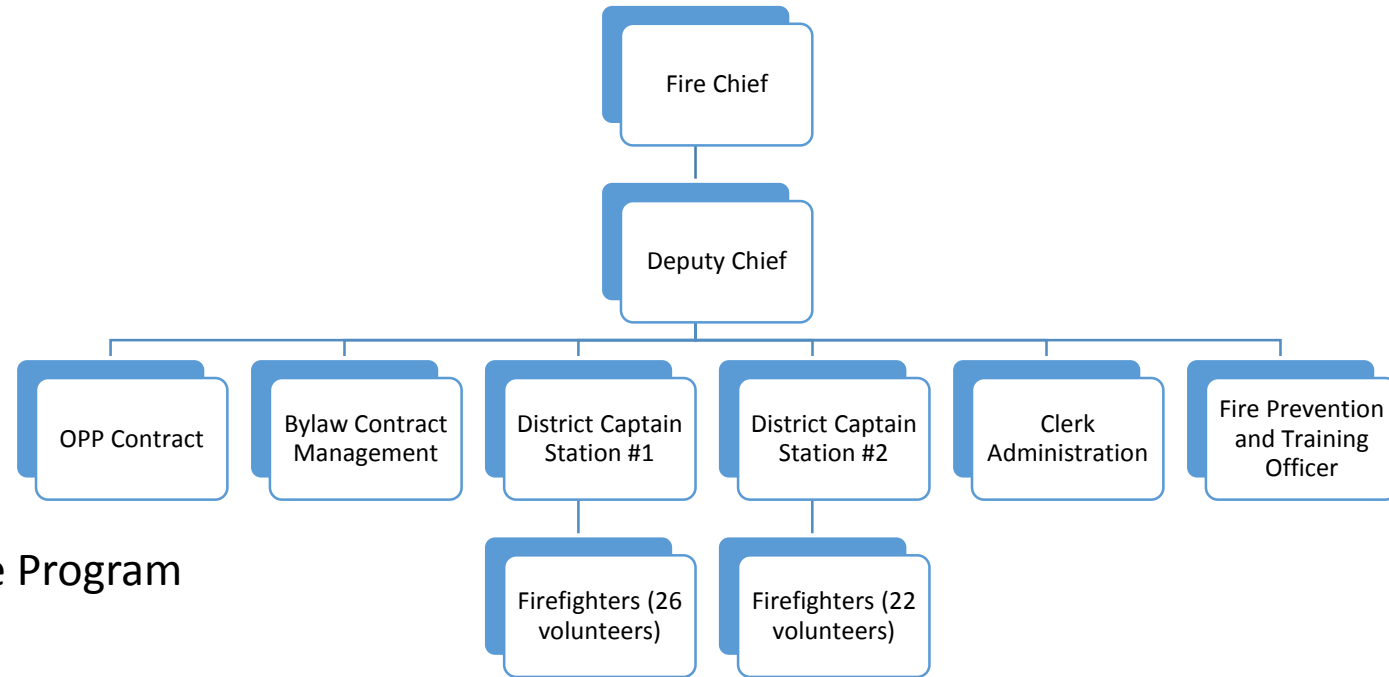 Fire Chief
Deputy Chief
OPP Contract
Bylaw Contract
Management
District Captain
Station #1
District Captain
Station #2
Clerk
Administration
Fire Prevention
and Training
Officer
Program
Firefighters (26
volunteers)
Firefighters (22
volunteers)